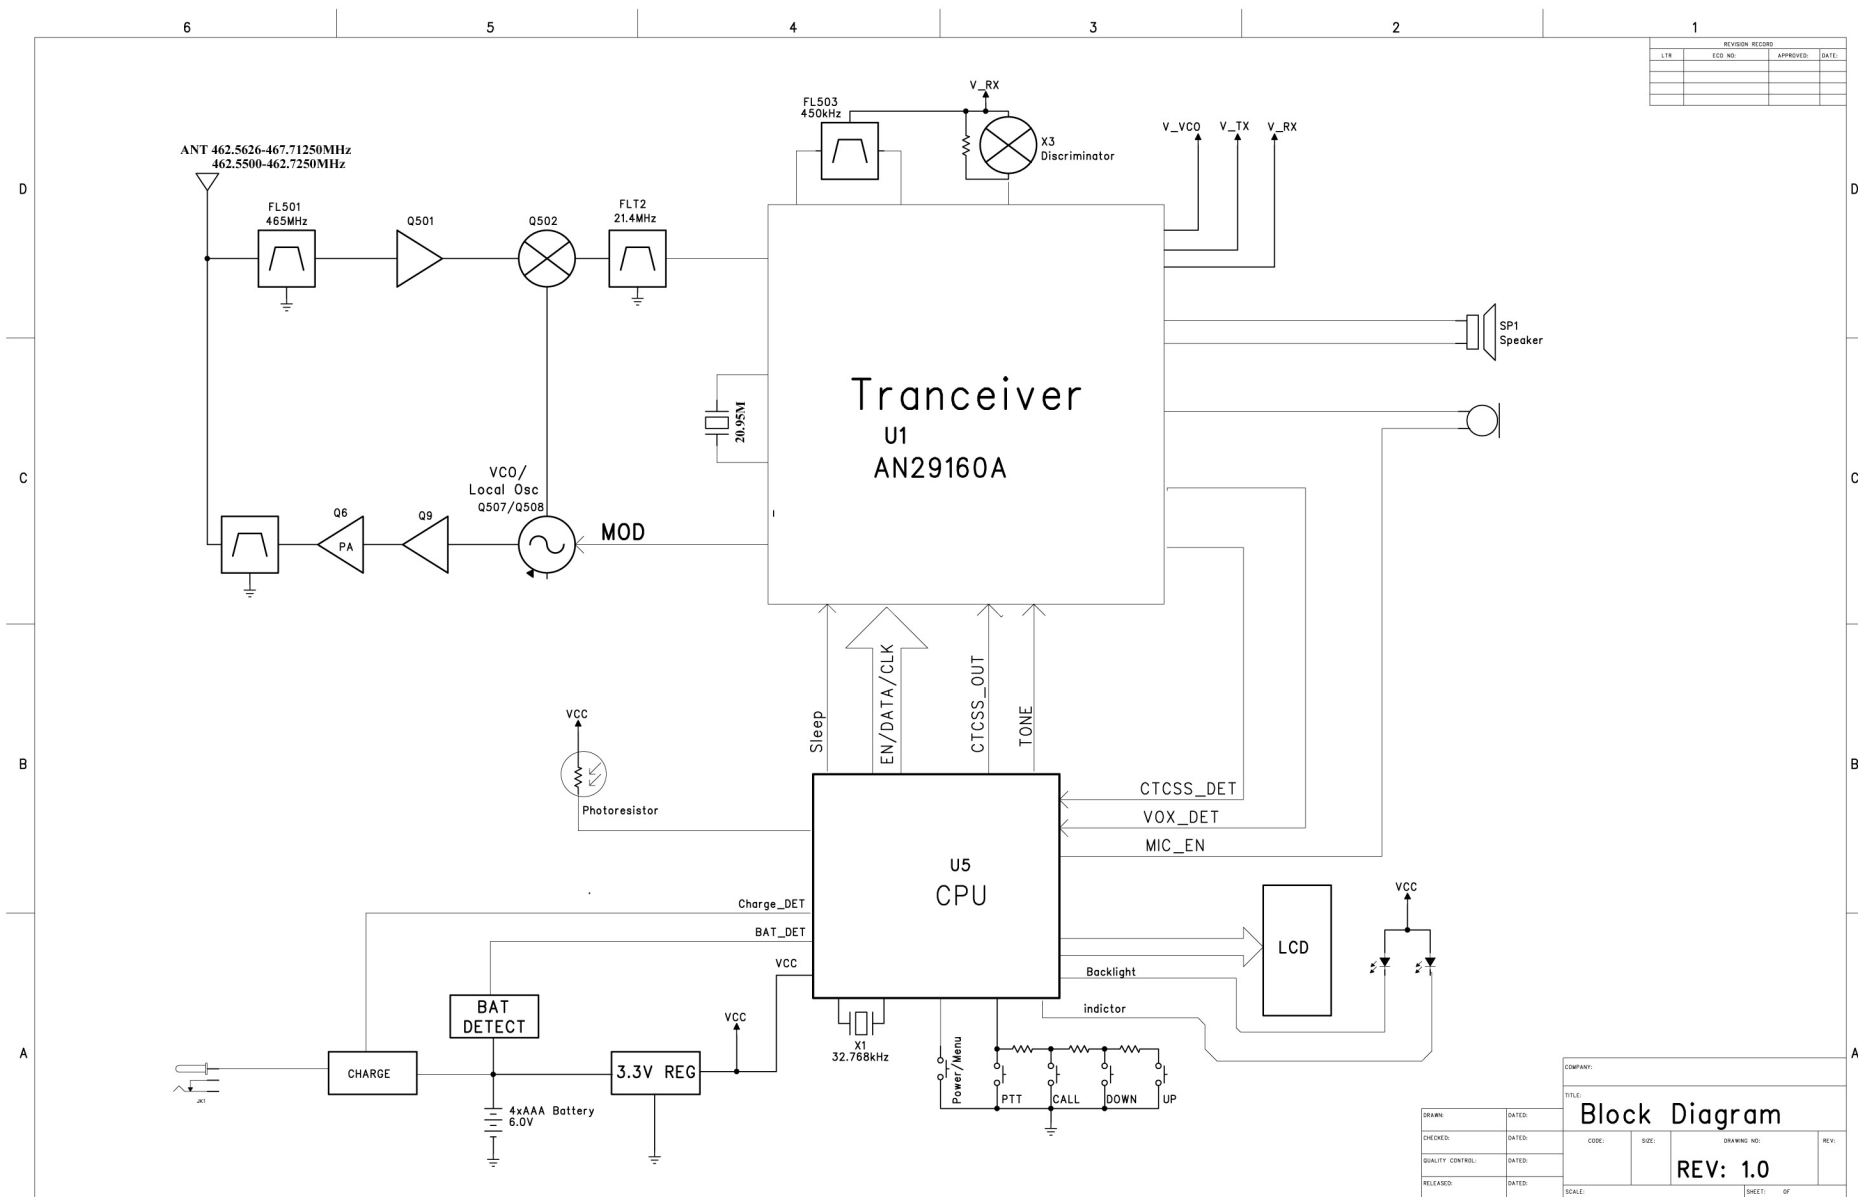 6 5 4 3 2 1
REVISION RECORD
LTR ECO NO: APPROVED: DATE:
V_RX
FL503
450kHz
X3
Discriminator
V_VCO V_TX V_RX
ANT 462.5626-467.71250MHz
462.5500-462.7250MHz
D D
FL501
465MHz
Q501
Q502
FLT2
21.4MHz
SP1
Speaker
Tranceiver
U1
AN29160A
20.95M
C C
VCO/
Local Osc
Q507/Q508
MOD
Q6
PA
Q9
Sleep
EN/DATA/CLK
CTCSS_OUT
TONE
VCC
Photoresistor
B B
CTCSS_DET
VOX_DET
MIC_EN
U5
CPU
Charge_DET
BAT_DET
VCC
VCC
LCD
Backlight
indictor
BAT
DETECT
VCC
X1
32.768kHz
A A
CHARGE
3.3V REG
JK1
4xAAA Battery
6.0V
Power/Menu
PTT CALL DOWN UP
COMPANY:
TITLE:
Block Diagram
DRAWN: DATED:
CHECKED: DATED:
QUALITY CONTROL: DATED:
RELEASED: DATED:
CODE: SIZE: DRAWING NO: REV:
REV: 1.0
SCALE: SHEET: OF